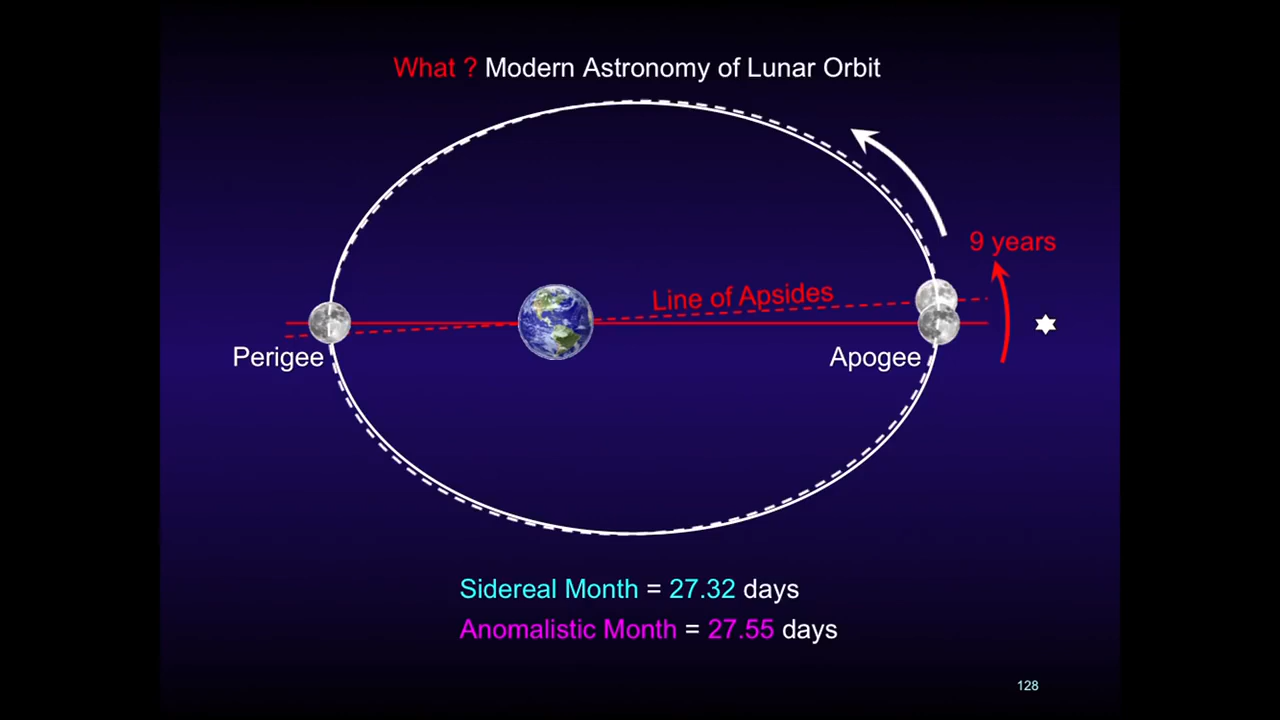 What ? Modern Astronomy of Lunar Orbit
9 years
Line of Apsides
Perigee
Apogee
Sidereal Month = 27.32 days
Anomalistic Month = 27.55 days
128